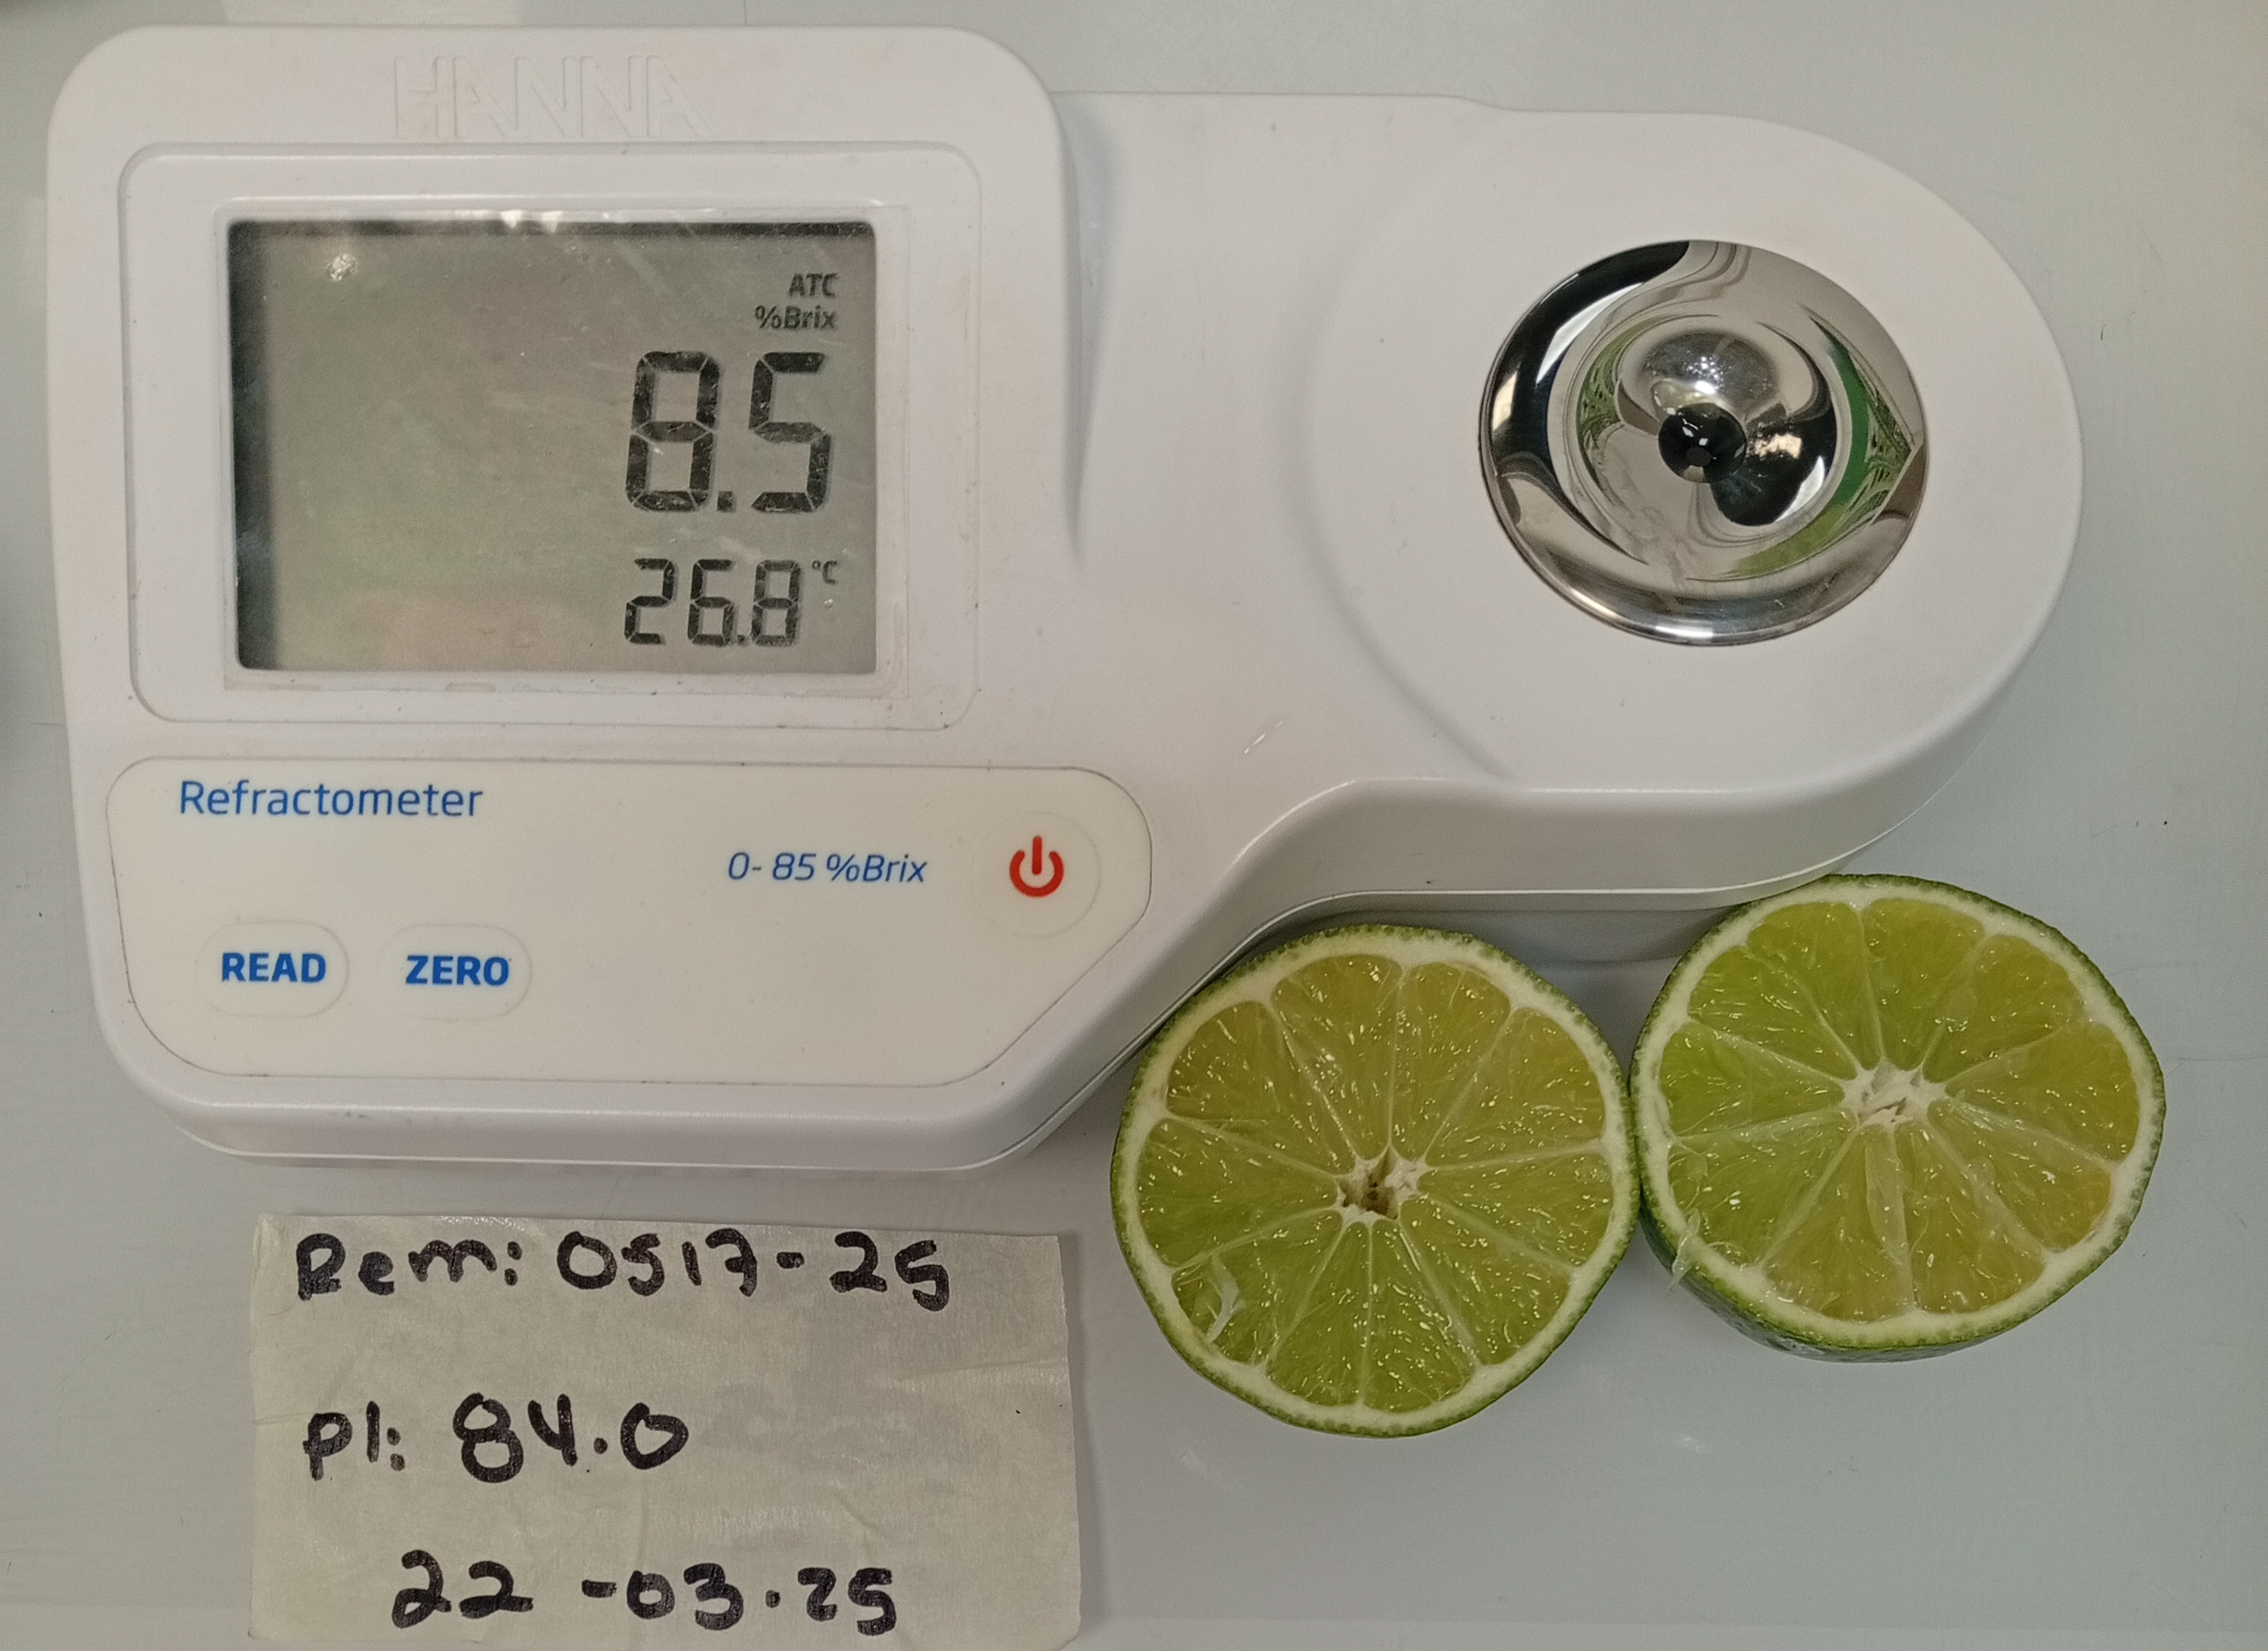 HANNA
ATC
%Brix
8.5
26.8 °C
Refractometer
0-85 %Brix
READ ZERO
Rem: 0517-25
Pl: 84.0
22-03.25